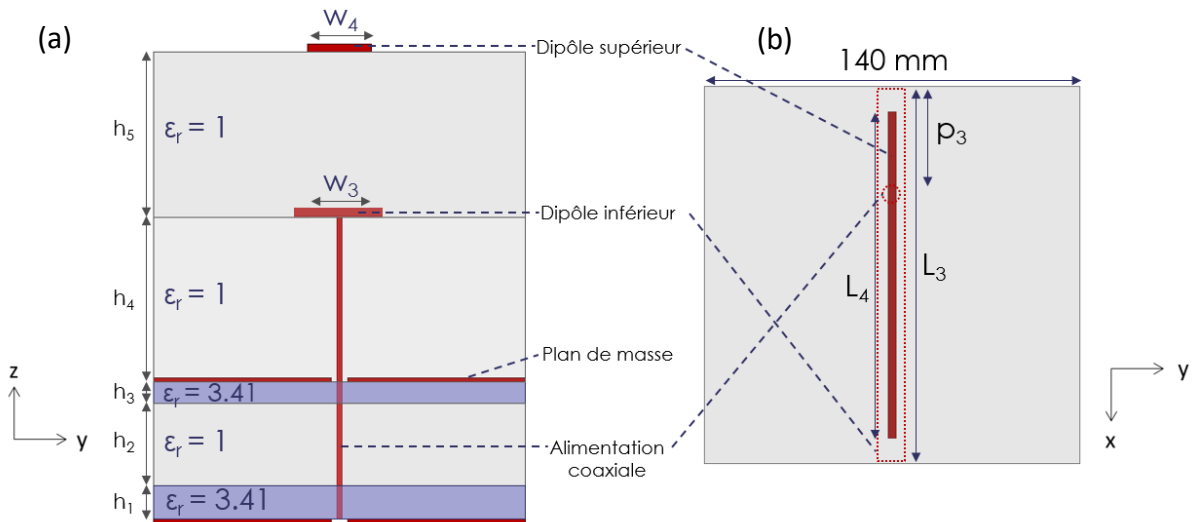 (a)
W4
Dipôle supérieur
(b)
140 mm
h5
εr = 1
p3
W3
Dipôle inférieur
h4
εr = 1
L4
L3
Plan de masse
z
h3
εr = 3.41
y
h2
εr = 1
Alimentation
coaxiale
y
x
h1
εr = 3.41